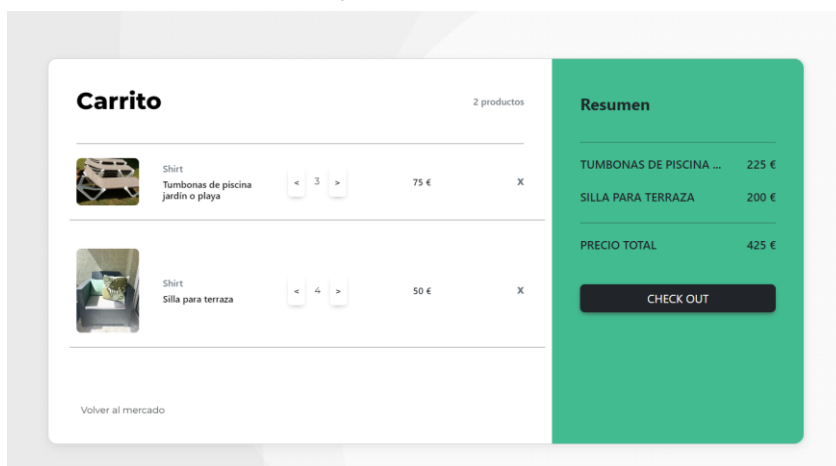 Carrito
2 productos
Shirt
Tumbonas de piscina
jardín o playa
< 3 >
75 €
X
Shirt
Silla para terraza
< 4 >
50 €
X
Volver al mercado
Resumen
TUMBONAS DE PISCINA ... 225 €
SILLA PARA TERRAZA 200 €
PRECIO TOTAL 425 €
CHECK OUT